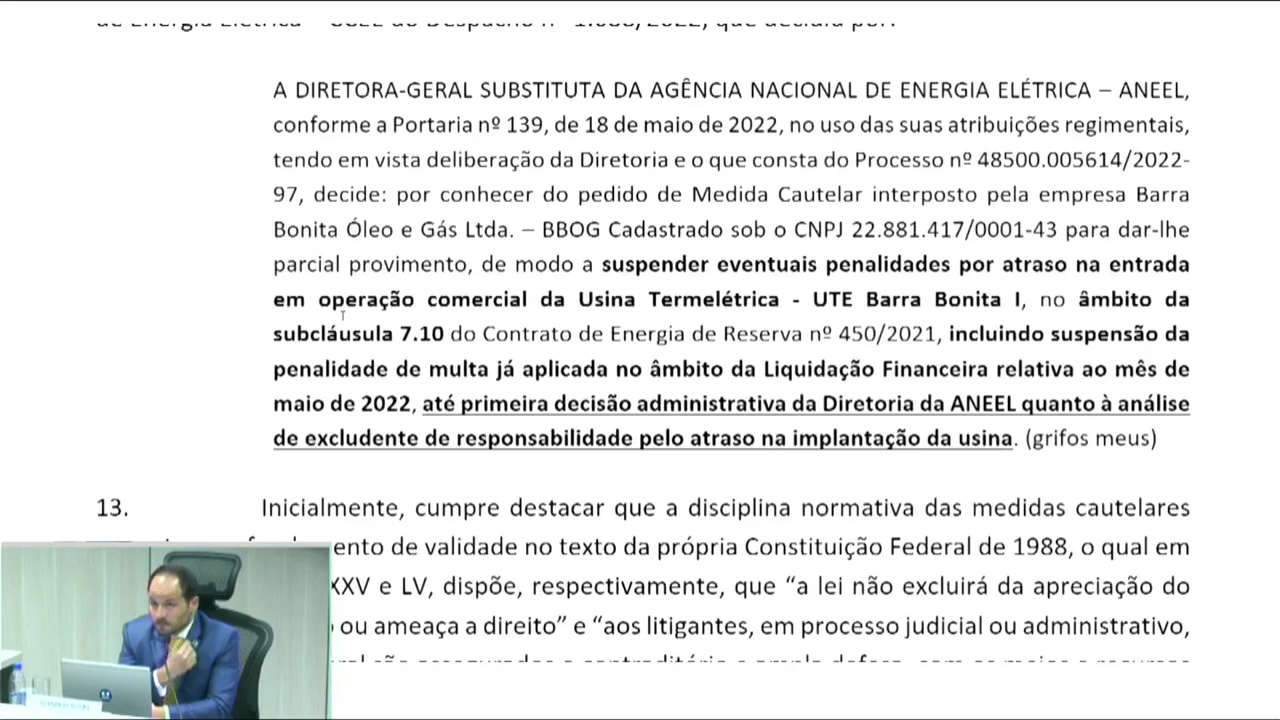 A DIRETORA-GERAL SUBSTITUTA DA AGÊNCIA NACIONAL DE ENERGIA ELÉTRICA – ANEEL,
conforme a Portaria nº 139, de 18 de maio de 2022, no uso das suas atribuições regimentais,
tendo em vista deliberação da Diretoria e o que consta do Processo nº 48500.005614/2022-
97, decide: por conhecer do pedido de Medida Cautelar interposto pela empresa Barra
Bonita Óleo e Gás Ltda. – BBOG Cadastrado sob o CNPJ 22.881.417/0001-43 para dar-lhe
parcial provimento, de modo a suspender eventuais penalidades por atraso na entrada
em operação comercial da Usina Termelétrica - UTE Barra Bonita I, no âmbito da
subcláusula 7.10 do Contrato de Energia de Reserva nº 450/2021, incluindo suspensão da
penalidade de multa já aplicada no âmbito da Liquidação Financeira relativa ao mês de
maio de 2022, até primeira decisão administrativa da Diretoria da ANEEL quanto à análise
de excludente de responsabilidade pelo atraso na implantação da usina. (grifos meus)
13. Inicialmente, cumpre destacar que a disciplina normativa das medidas cautelares
ento de validade no texto da própria Constituição Federal de 1988, o qual em
XXV e LV, dispõe, respectivamente, que “a lei não excluirá da apreciação do
ou ameaça a direito” e “aos litigantes, em processo judicial ou administrativo,